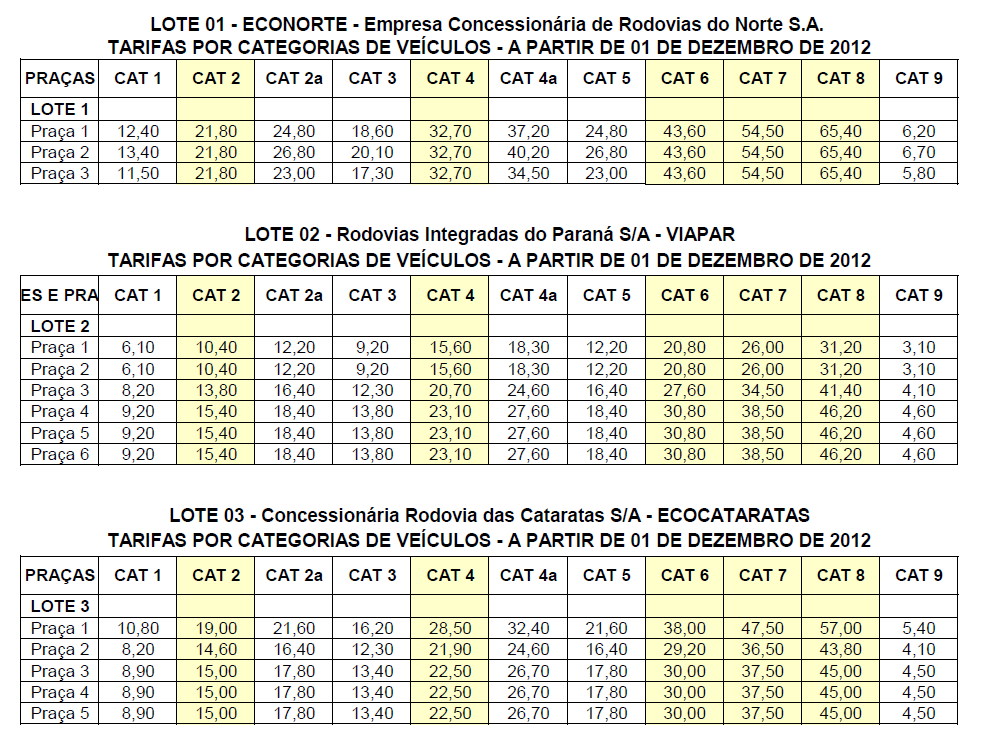 LOTE 01 - ECONORTE - Empresa Concessionária de Rodovias do Norte S.A.
TARIFAS POR CATEGORIAS DE VEÍCULOS - A PARTIR DE 01 DE DEZEMBRO DE 2012
PRAÇAS CAT 1 CAT 2 CAT 2a CAT 3 CAT 4 CAT 4a CAT 5 CAT 6 CAT 7 CAT 8 CAT 9
LOTE 1
Praça 1 12,40 21,80 24,80 18,60 32,70 37,20 24,80 43,60 54,50 65,40 6,20
Praça 2 13,40 21,80 26,80 20,10 32,70 40,20 26,80 43,60 54,50 65,40 6,70
Praça 3 11,50 21,80 23,00 17,30 32,70 34,50 23,00 43,60 54,50 65,40 5,80
LOTE 02 - Rodovias Integradas do Paraná S/A - VIAPAR
TARIFAS POR CATEGORIAS DE VEÍCULOS - A PARTIR DE 01 DE DEZEMBRO DE 2012
ES E PRA CAT 1 CAT 2 CAT 2a CAT 3 CAT 4 CAT 4a CAT 5 CAT 6 CAT 7 CAT 8 CAT 9
LOTE 2
Praça 1 6,10 10,40 12,20 9,20 15,60 18,30 12,20 20,80 26,00 31,20 3,10
Praça 2 6,10 10,40 12,20 9,20 15,60 18,30 12,20 20,80 26,00 31,20 3,10
Praça 3 8,20 13,80 16,40 12,30 20,70 24,60 16,40 27,60 34,50 41,40 4,10
Praça 4 9,20 15,40 18,40 13,80 23,10 27,60 18,40 30,80 38,50 46,20 4,60
Praça 5 9,20 15,40 18,40 13,80 23,10 27,60 18,40 30,80 38,50 46,20 4,60
Praça 6 9,20 15,40 18,40 13,80 23,10 27,60 18,40 30,80 38,50 46,20 4,60
LOTE 03 - Concessionária Rodovia das Cataratas S/A - ECOCATARATAS
TARIFAS POR CATEGORIAS DE VEÍCULOS - A PARTIR DE 01 DE DEZEMBRO DE 2012
PRAÇAS CAT 1 CAT 2 CAT 2a CAT 3 CAT 4 CAT 4a CAT 5 CAT 6 CAT 7 CAT 8 CAT 9
LOTE 3
Praça 1 10,80 19,00 21,60 16,20 28,50 32,40 21,60 38,00 47,50 57,00 5,40
Praça 2 8,20 14,60 16,40 12,30 21,90 24,60 16,40 29,20 36,50 43,80 4,10
Praça 3 8,90 15,00 17,80 13,40 22,50 26,70 17,80 30,00 37,50 45,00 4,50
Praça 4 8,90 15,00 17,80 13,40 22,50 26,70 17,80 30,00 37,50 45,00 4,50
Praça 5 8,90 15,00 17,80 13,40 22,50 26,70 17,80 30,00 37,50 45,00 4,50